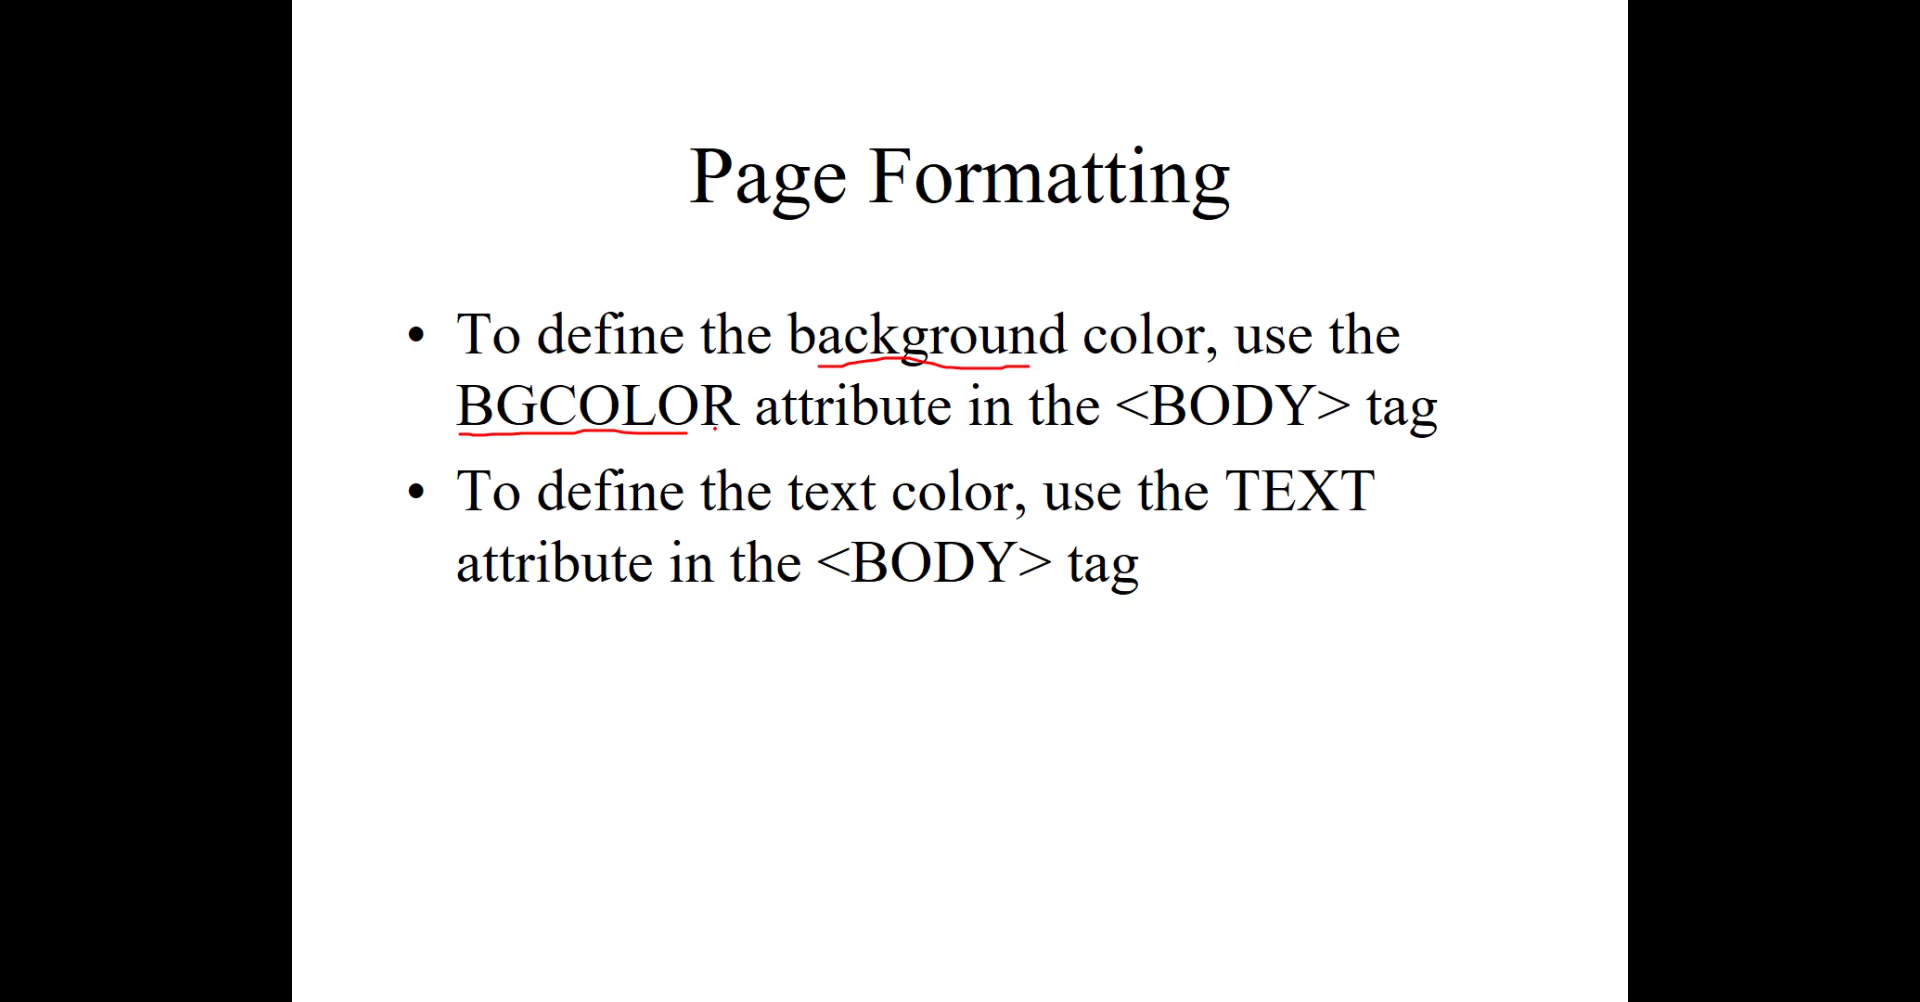 Page Formatting
• To define the background color, use the
BGCOLOR attribute in the <BODY> tag
• To define the text color, use the TEXT
attribute in the <BODY> tag